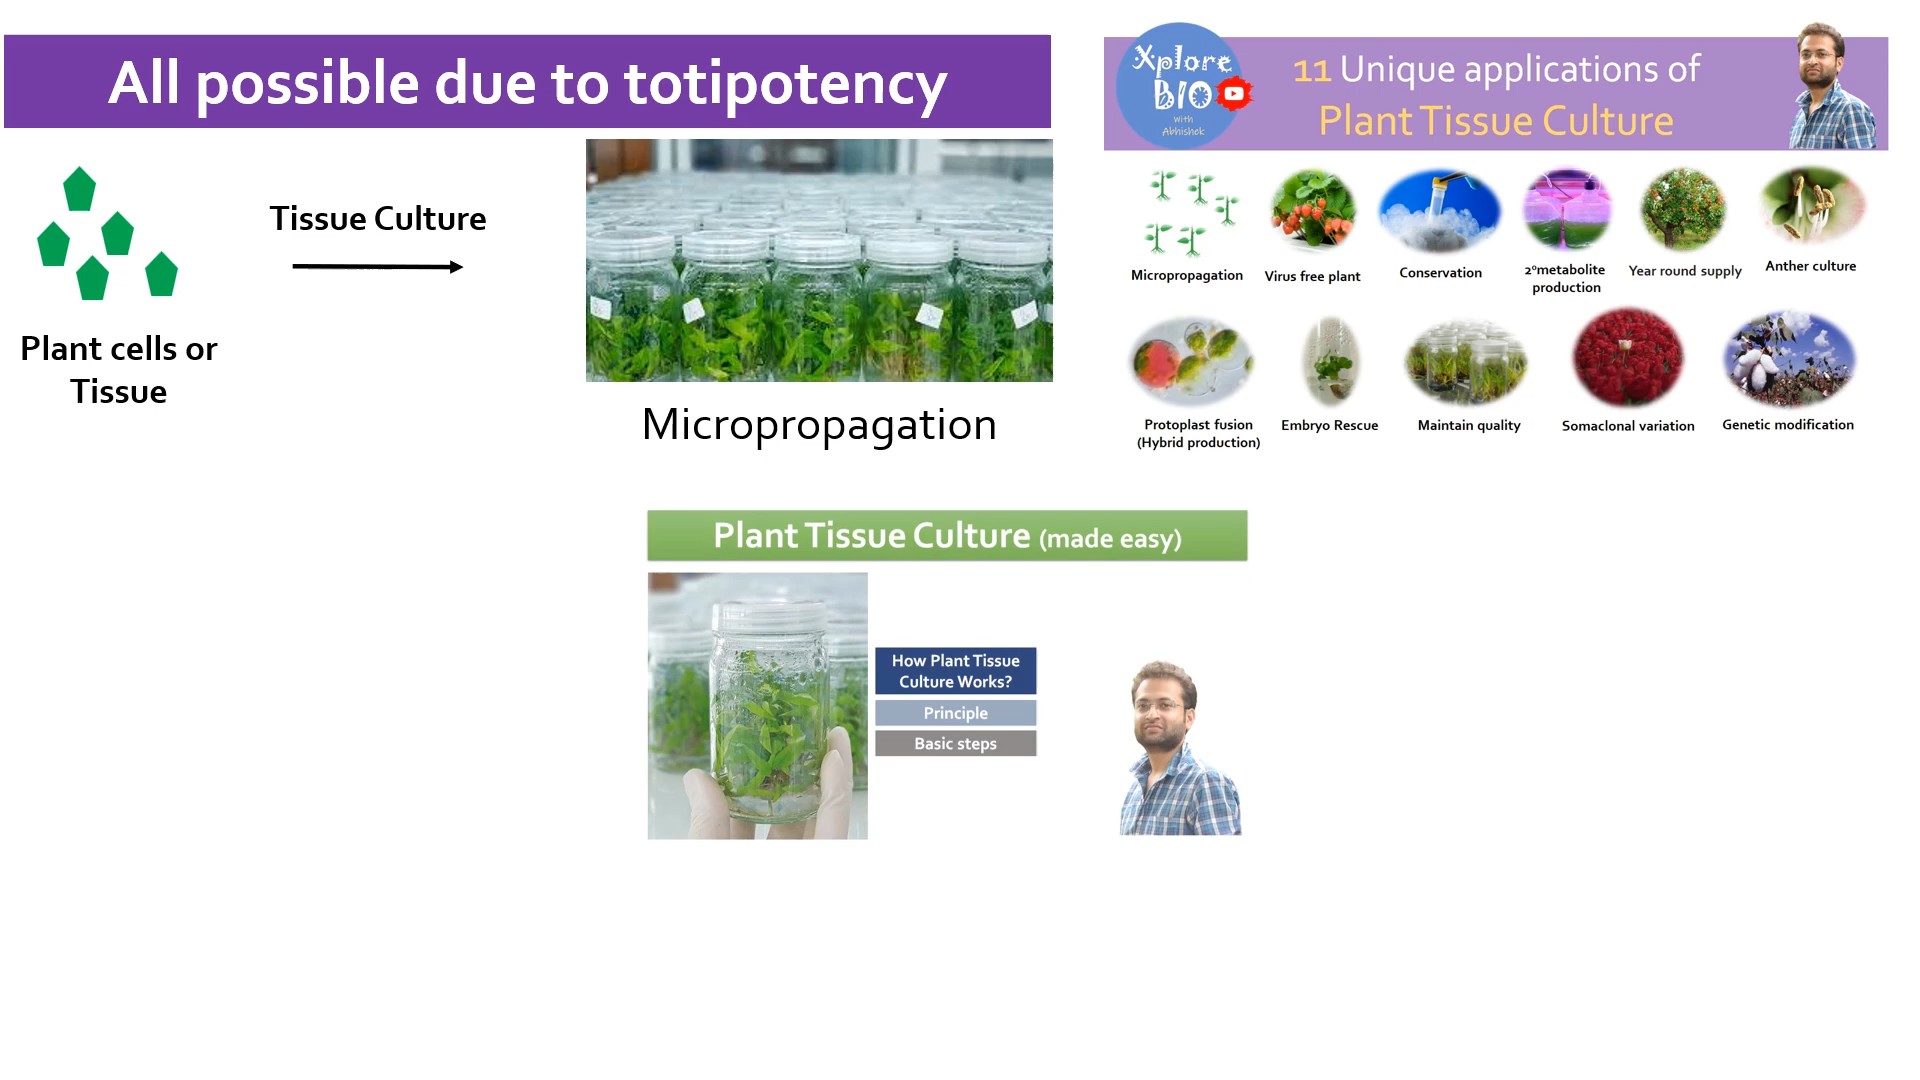 All possible due to totipotency
Tissue Culture
Plant cells or
Tissue
Micropropagation
Xplore
BIO
With
Abhishek
11 Unique applications of
Plant Tissue Culture
Micropropagation
Virus free plant
Conservation
2°metabolite
production
Year round supply
Anther culture
Protoplast fusion
(Hybrid production)
Embryo Rescue
Maintain quality
Somaclonal variation
Genetic modification
Plant Tissue Culture (made easy)
How Plant Tissue
Culture Works?
Principle
Basic steps